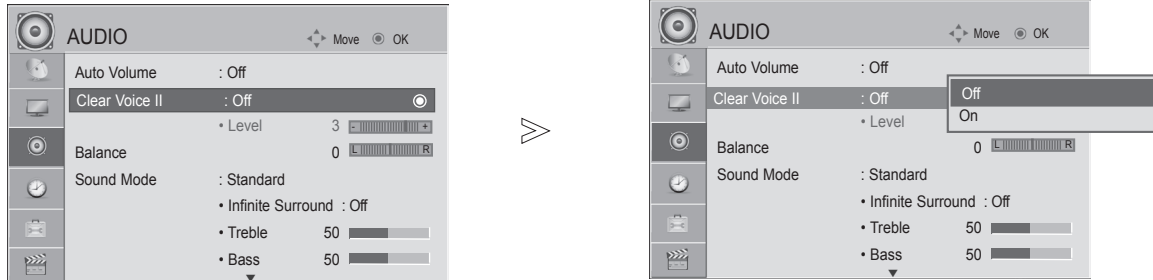 AUDIO
Move OK
Auto Volume : Off
Clear Voice II : Off
• Level 3 - +
Balance 0 L R
Sound Mode : Standard
• Infinite Surround : Off
• Treble 50
• Bass 50
AUDIO
Move OK
Auto Volume : Off
Clear Voice II : Off
Off
On
• Level
Balance 0 L R
Sound Mode : Standard
• Infinite Surround : Off
• Treble 50
• Bass 50